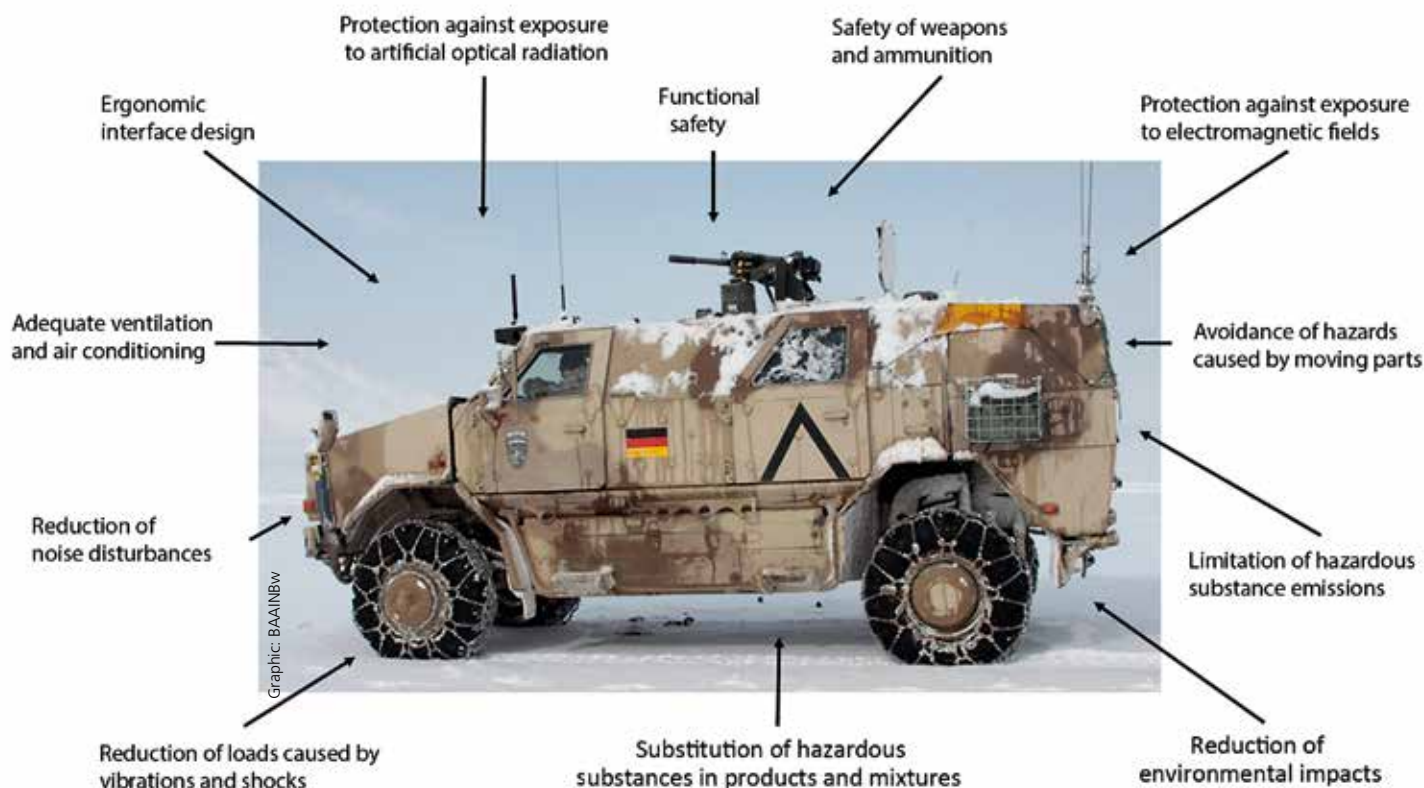 Protection against exposure
to artificial optical radiation
Safety of weapons
and ammunition
Ergonomic
interface design
Functional
safety
Protection against exposure
to electromagnetic fields
Adequate ventilation
and air conditioning
Avoidance of hazards
caused by moving parts
Reduction of
noise disturbances
Limitation of hazardous
substance emissions
Graphic: BAAINBw
Reduction of loads caused by
vibrations and shocks
Substitution of hazardous
substances in products and mixtures
Reduction of
environmental impacts